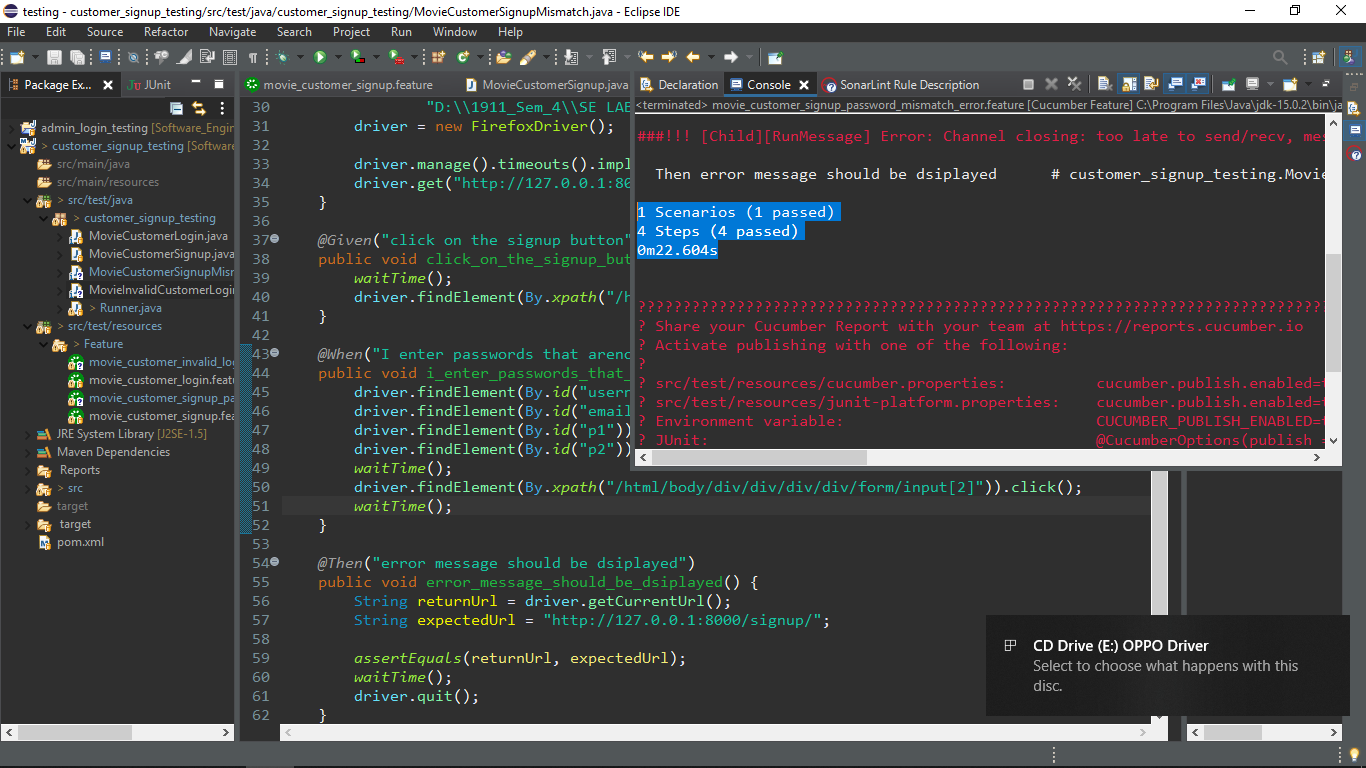 testing - customer_signup_testing/src/test/java/customer_signup_testing/MovieCustomerSignupMismatch.java - Eclipse IDE
File Edit Source Refactor Navigate Search Project Run Window Help
Package Ex... JUnit
movie_customer_signup.feature MovieCustomerSignup.java
Declaration Console SonarLint Rule Description
admin_login_testing [Software_Engin
> customer_signup_testing [Software
src/main/java
src/main/resources
> src/test/java
> customer_signup_testing
MovieCustomerLogin.java
MovieCustomerSignup.java
MovieCustomerSignupMisr
MovieInvalidCustomerLogi
> Runner.java
> src/test/resources
> Feature
movie_customer_invalid_lo
movie_customer_login.featu
movie_customer_signup_pa
movie_customer_signup.fea
JRE System Library [J2SE-1.5]
Maven Dependencies
Reports
> src
target
target
pom.xml
30 "D:\\1911_Sem_4\\SE LAB
31 driver = new FirefoxDriver();
32
33 driver.manage().timeouts().impl
34 driver.get("http://127.0.0.1:80
35 }
36
37 @Given("click on the signup button"
38 public void click_on_the_signup_but
39 waitTime();
40 driver.findElement(By.xpath("/h
41 }
42
43 @When("I enter passwords that arenc
44 public void i_enter_passwords_that_
45 driver.findElement(By.id("usern
46 driver.findElement(By.id("email
47 driver.findElement(By.id("p1"))
48 driver.findElement(By.id("p2"))
49 waitTime();
50 driver.findElement(By.xpath("/html/body/div/div/div/div/form/input[2]")).click();
51 waitTime();
52 }
53
54 @Then("error message should be dsiplayed")
55 public void error_message_should_be_dsiplayed() {
56 String returnUrl = driver.getCurrentUrl();
57 String expectedUrl = "http://127.0.0.1:8000/signup/";
58
59 assertEquals(returnUrl, expectedUrl);
60 waitTime();
61 driver.quit();
62 }
<terminated> movie_customer_signup_password_mismatch_error.feature [Cucumber Feature] C:\Program Files\Java\jdk-15.0.2\bin\ja
###!!! [Child][RunMessage] Error: Channel closing: too late to send/recv, mes
Then error message should be dsiplayed # customer_signup_testing.Movie
1 Scenarios (1 passed)
4 Steps (4 passed)
0m22.604s
????????????????????????????????????????????????????????????????????????????
? Share your Cucumber Report with your team at https://reports.cucumber.io
? Activate publishing with one of the following:
?
? src/test/resources/cucumber.properties: cucumber.publish.enabled=t
? src/test/resources/junit-platform.properties: cucumber.publish.enabled=t
? Environment variable: CUCUMBER_PUBLISH_ENABLED=t
? JUnit: @CucumberOptions(publish =
CD Drive (E:) OPPO Driver
Select to choose what happens with this
disc.